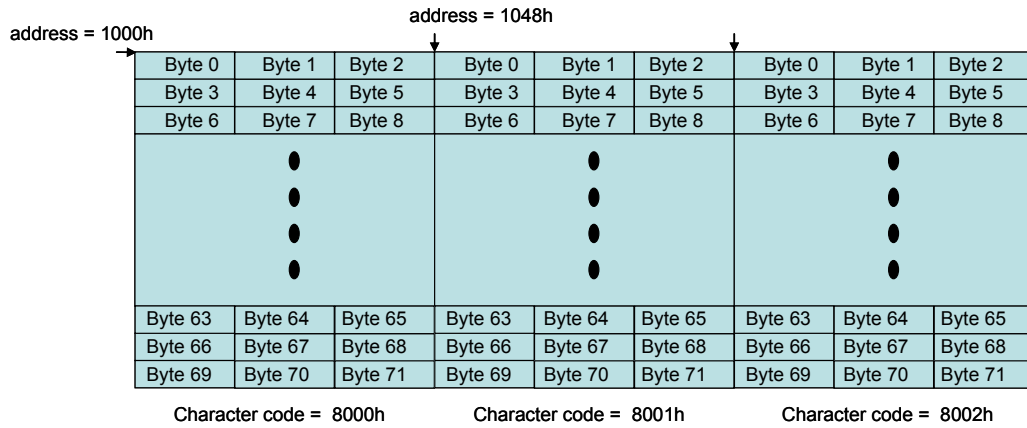 address = 1048h
address = 1000h
Byte 0 Byte 1 Byte 2 Byte 0 Byte 1 Byte 2 Byte 0 Byte 1 Byte 2
Byte 3 Byte 4 Byte 5 Byte 3 Byte 4 Byte 5 Byte 3 Byte 4 Byte 5
Byte 6 Byte 7 Byte 8 Byte 6 Byte 7 Byte 8 Byte 6 Byte 7 Byte 8
Byte 63 Byte 64 Byte 65 Byte 63 Byte 64 Byte 65 Byte 63 Byte 64 Byte 65
Byte 66 Byte 67 Byte 68 Byte 66 Byte 67 Byte 68 Byte 66 Byte 67 Byte 68
Byte 69 Byte 70 Byte 71 Byte 69 Byte 70 Byte 71 Byte 69 Byte 70 Byte 71
Character code = 8000h Character code = 8001h Character code = 8002h